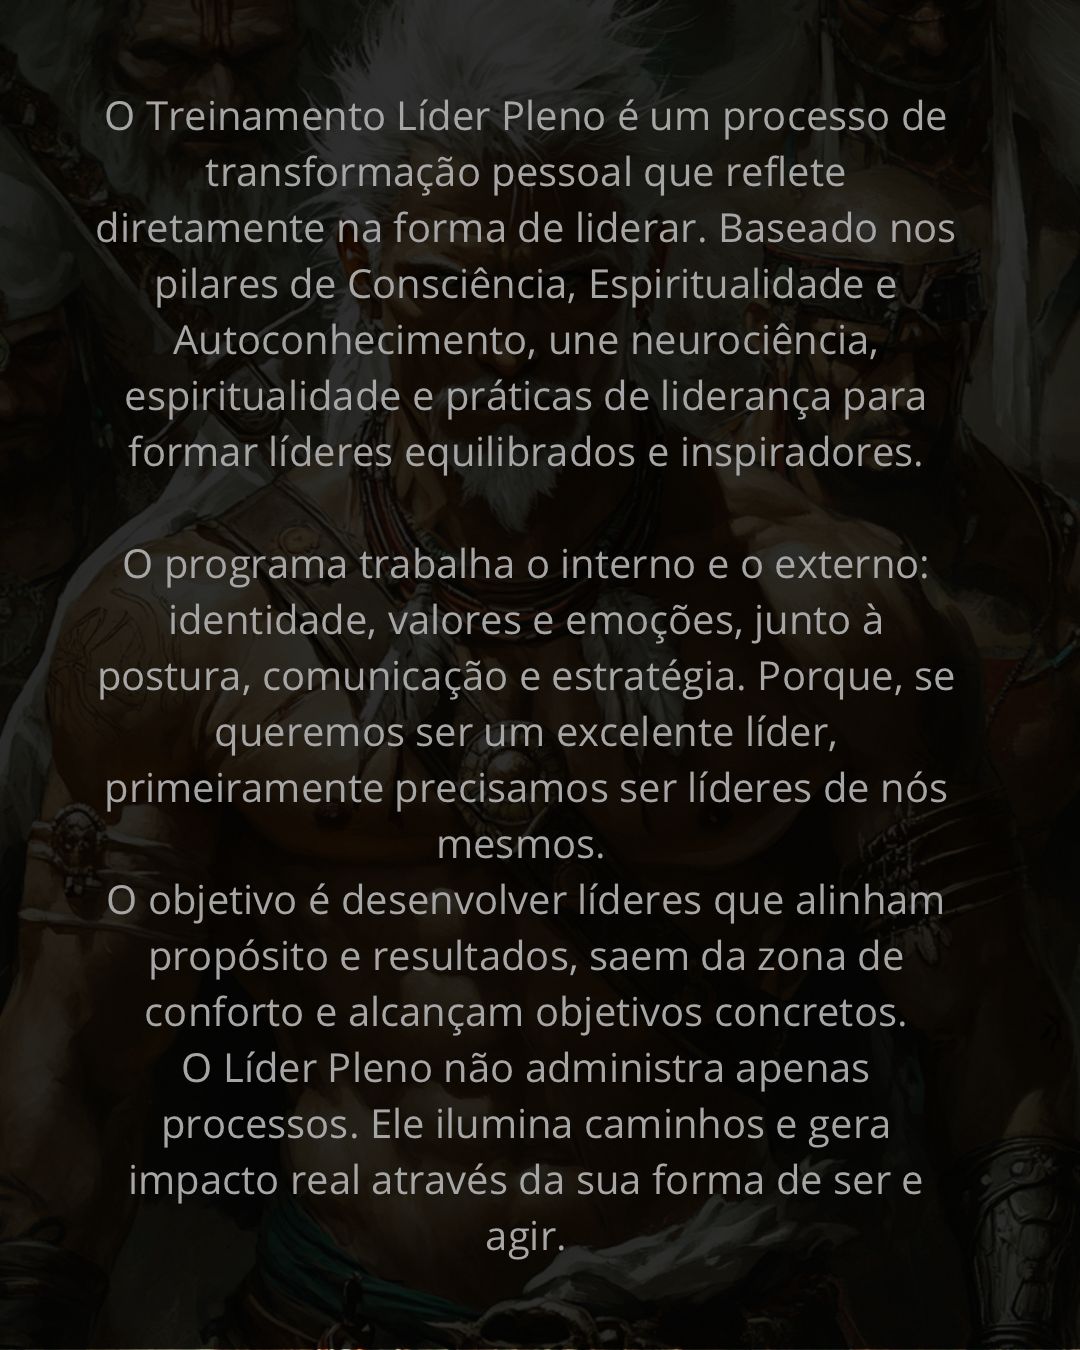 O Treinamento Líder Pleno é um processo de
transformação pessoal que reflete
diretamente na forma de liderar. Baseado nos
pilares de Consciência, Espiritualidade e
Autoconhecimento, une neurociência,
espiritualidade e práticas de liderança para
formar líderes equilibrados e inspiradores.
O programa trabalha o interno e o externo:
identidade, valores e emoções, junto à
postura, comunicação e estratégia. Porque, se
queremos ser um excelente líder,
primeiramente precisamos ser líderes de nós
mesmos.
O objetivo é desenvolver líderes que alinham
propósito e resultados, saem da zona de
conforto e alcançam objetivos concretos.
O Líder Pleno não administra apenas
processos. Ele ilumina caminhos e gera
impacto real através da sua forma de ser e
agir.